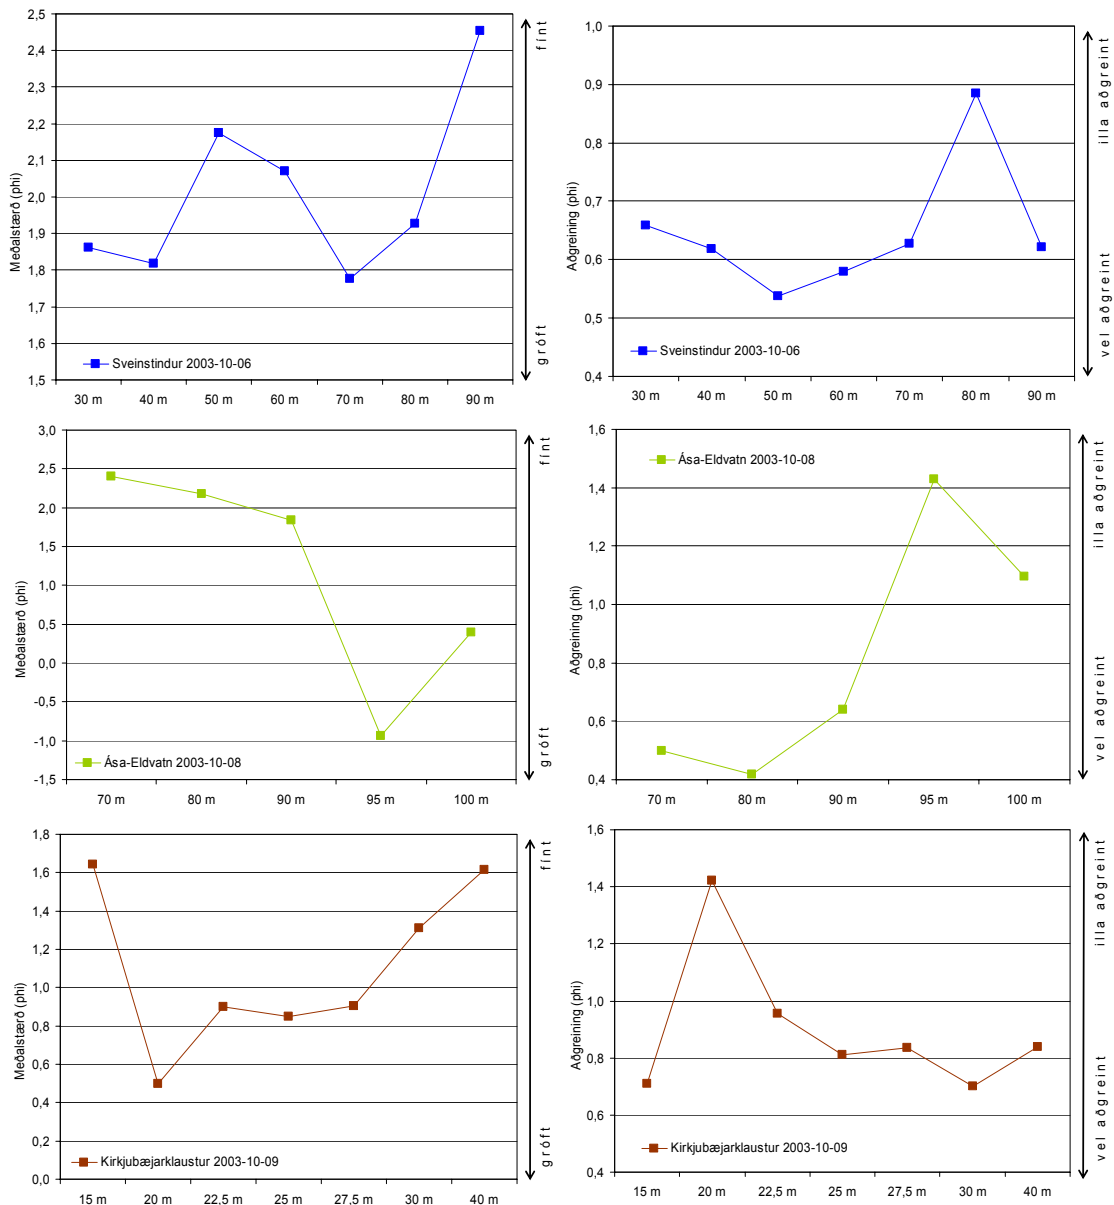 2,5
2,4
2,3
2,2
2,1
2,0
1,9
1,8
1,7
1,6
1,5
Meðalstærð (phi)
Sveinstindur 2003-10-06
30 m 40 m 50 m 60 m 70 m 80 m 90 m
fínt
gróft
1,0
0,9
0,8
0,7
0,6
0,5
0,4
Aðgreining (phi)
Sveinstindur 2003-10-06
30 m 40 m 50 m 60 m 70 m 80 m 90 m
illa aðgreint
vel aðgreint
3,0
2,5
2,0
1,5
1,0
0,5
0,0
-0,5
-1,0
-1,5
Meðalstærð (phi)
Ása-Eldvatn 2003-10-08
70 m 80 m 90 m 95 m 100 m
fínt
gróft
1,6
1,4
1,2
1,0
0,8
0,6
0,4
Aðgreining (phi)
Ása-Eldvatn 2003-10-08
70 m 80 m 90 m 95 m 100 m
illa aðgreint
vel aðgreint
1,8
1,6
1,4
1,2
1,0
0,8
0,6
0,4
0,2
0,0
Meðalstærð (phi)
Kirkjubæjarklaustur 2003-10-09
15 m 20 m 22,5 m 25 m 27,5 m 30 m 40 m
fínt
gróft
1,6
1,4
1,2
1,0
0,8
0,6
0,4
Aðgreining (phi)
Kirkjubæjarklaustur 2003-10-09
15 m 20 m 22,5 m 25 m 27,5 m 30 m 40 m
illa aðgreint
vel aðgreint